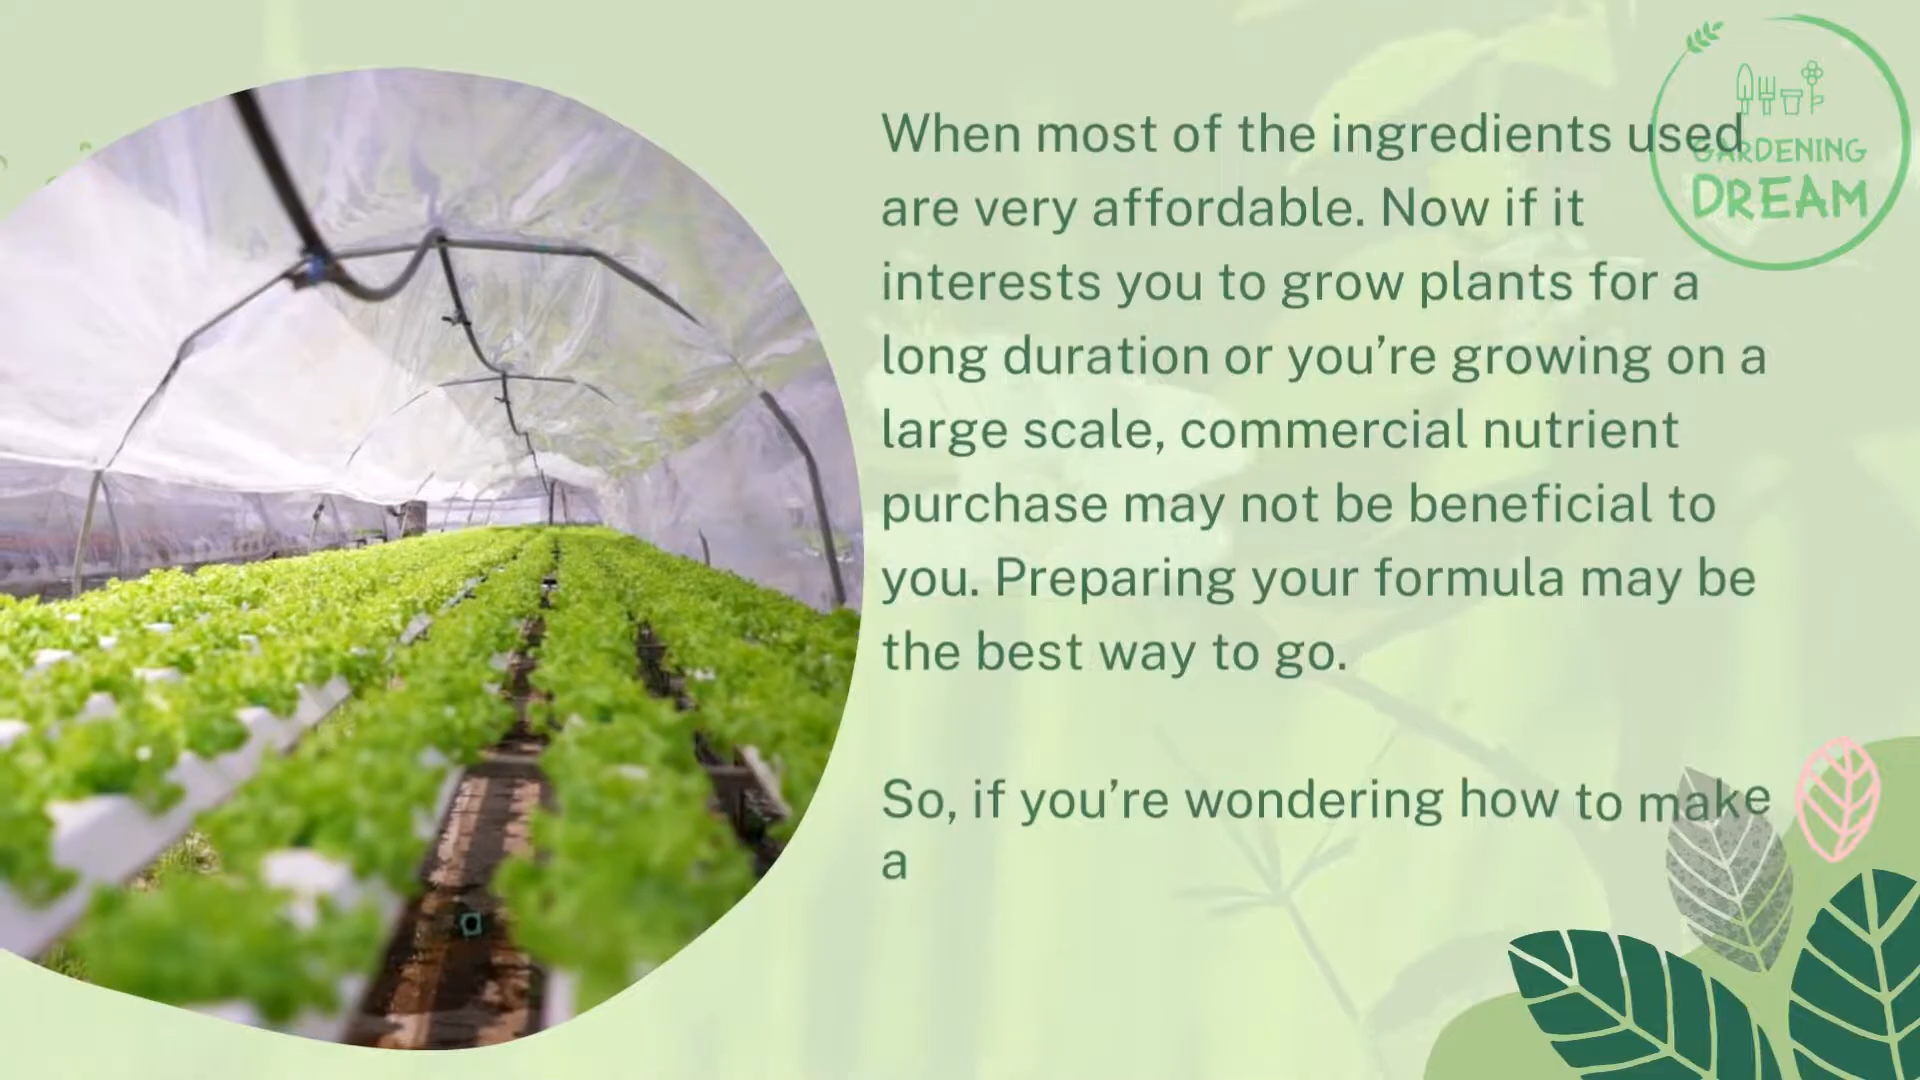 When most of the ingredients used
are very affordable. Now if it
interests you to grow plants for a
long duration or you’re growing on a
large scale, commercial nutrient
purchase may not be beneficial to
you. Preparing your formula may be
the best way to go.
So, if you’re wondering how to make
a
GARDENING
DREAM